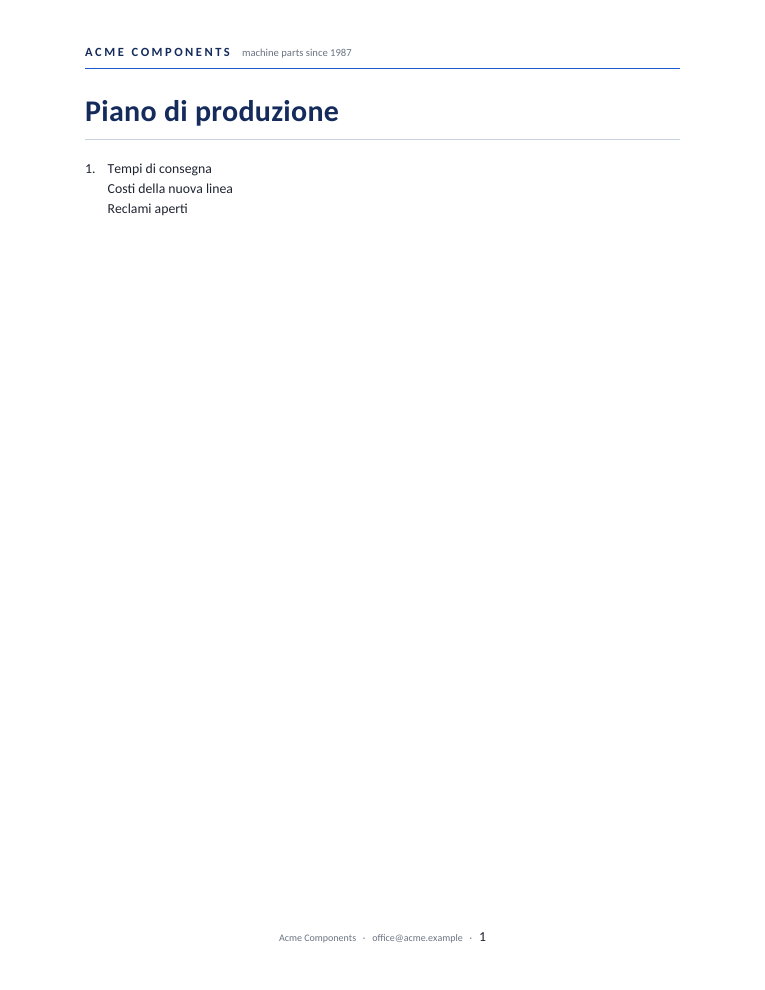 ACME COMPONENTS machine parts since 1987
Piano di produzione
1. Tempi di consegna
Costi della nuova linea
Reclami aperti
Acme Components · office@acme.example · 1